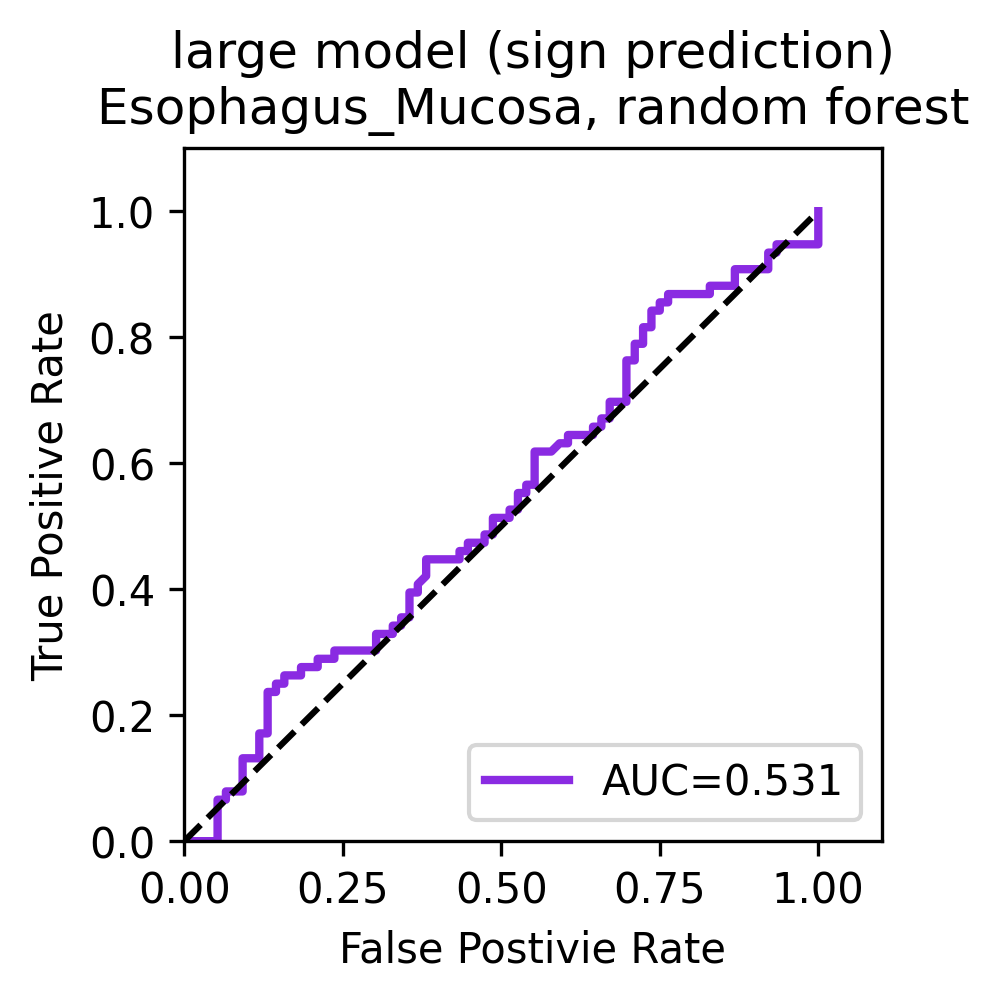 large model (sign prediction)
Esophagus_Mucosa, random forest
True Positive Rate
1.0
0.8
0.6
0.4
0.2
0.0
AUC=0.531
0.00 0.25 0.50 0.75 1.00
False Postivie Rate